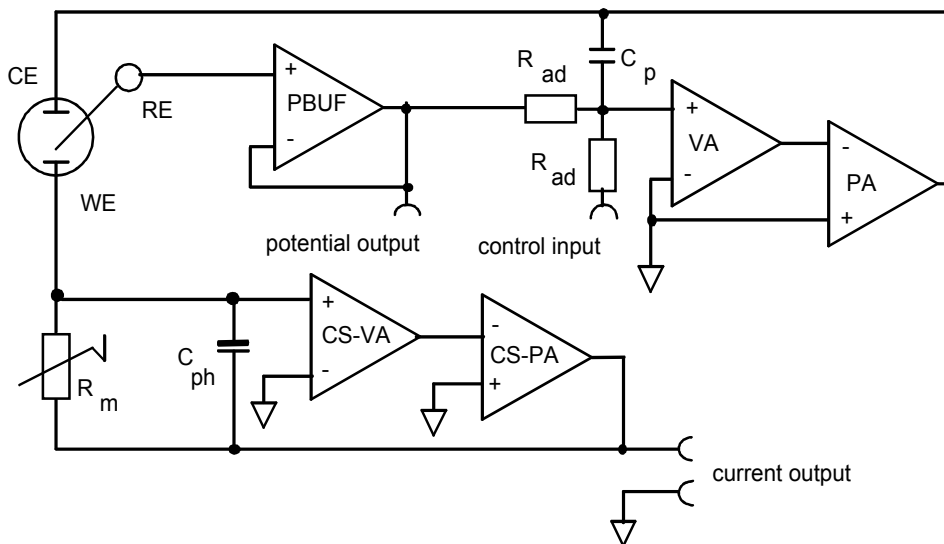 CE
RE
WE
+
PBUF
-
potential output
R
ad
C
p
R
ad
control input
+
VA
-
-
PA
+
R
m
C
ph
+
CS-VA
-
-
CS-PA
+
current output